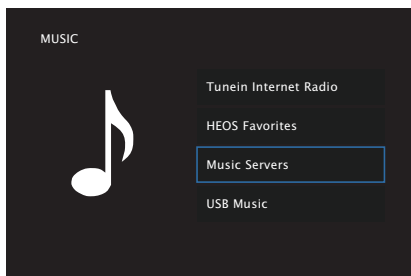 MUSIC
Tunein Internet Radio
HEOS Favorites
Music Servers
USB Music